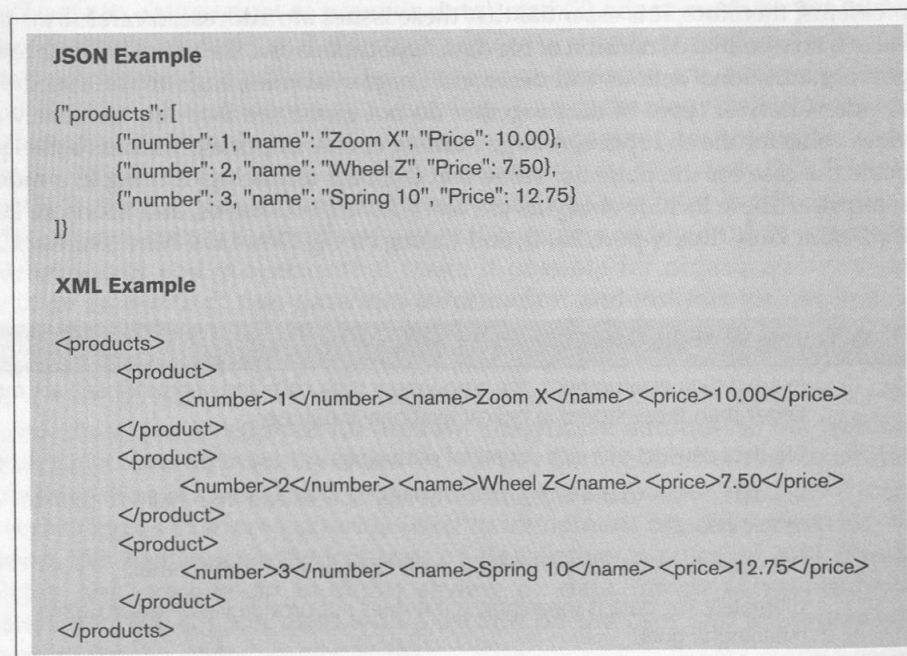 JSON Example
{"products": [
{"number": 1, "name": "Zoom X", "Price": 10.00},
{"number": 2, "name": "Wheel Z", "Price": 7.50},
{"number": 3, "name": "Spring 10", "Price": 12.75}
]}
XML Example
<products>
<product>
<number>1</number> <name>Zoom X</name> <price>10.00</price>
</product>
<product>
<number>2</number> <name>Wheel Z</name> <price>7.50</price>
</product>
<product>
<number>3</number> <name>Spring 10</name> <price>12.75</price>
</product>
</products>